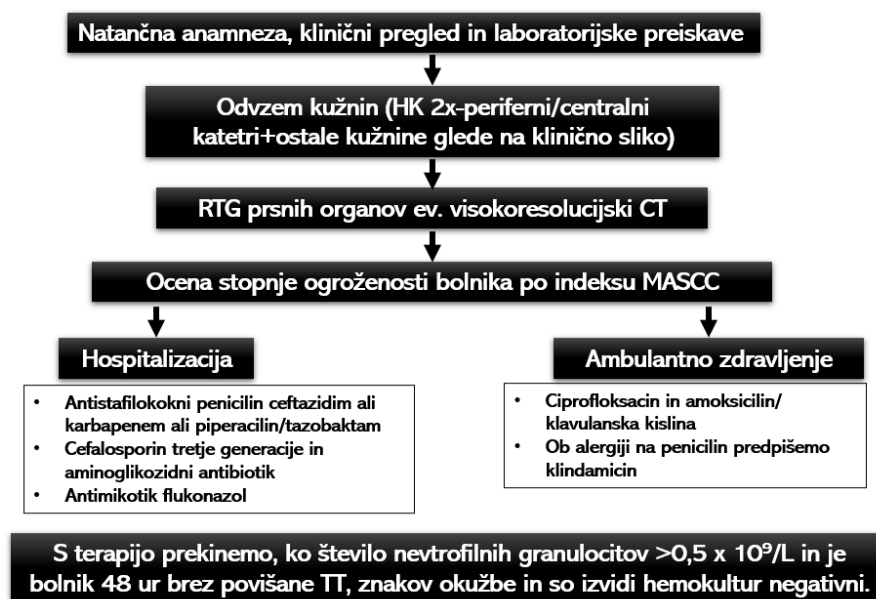 Natančna anamneza, klinični pregled in laboratorijske preiskave
Odvzem kužnin (HK 2x-periferni/centralni
katetri+ostale kužnine glede na klinično sliko)
RTG prsnih organov ev. visokoresolucijski CT
Ocena stopnje ogroženosti bolnika po indeksu MASCC
Hospitalizacija
• Antistafilokokni penicilin ceftazidim ali
karbapenem ali piperacilin/tazobaktam
• Cefalosporin tretje generacije in
aminoglikozidni antibiotik
• Antimikotik flukonazol
Ambulantno zdravljenje
• Ciprofloksacin in amoksicilin/
klavulanska kislina
• Ob alergiji na penicilin predpišemo
klindamicin
S terapijo prekinemo, ko število nevtrofilnih granulocitov >0,5 x 10⁹/L in je
bolnik 48 ur brez povišane TT, znakov okužbe in so izvidi hemokultur negativni.